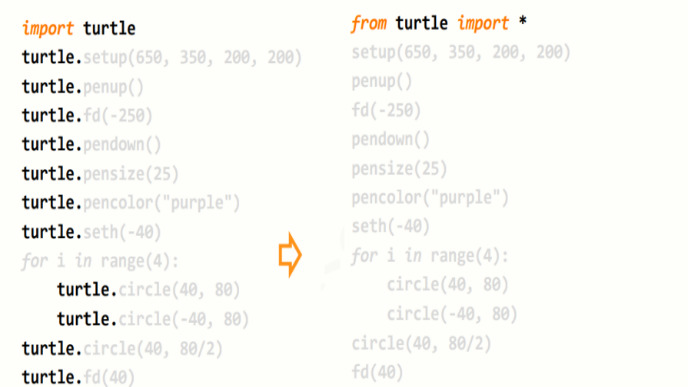 import turtle
turtle.setup(650, 350, 200, 200)
turtle.penup()
turtle.fd(-250)
turtle.pendown()
turtle.pensize(25)
turtle.pencolor("purple")
turtle.seth(-40)
for i in range(4):
    turtle.circle(40, 80)
    turtle.circle(-40, 80)
turtle.circle(40, 80/2)
turtle.fd(40)
from turtle import *
setup(650, 350, 200, 200)
penup()
fd(-250)
pendown()
pensize(25)
pencolor("purple")
seth(-40)
for i in range(4):
    circle(40, 80)
    circle(-40, 80)
circle(40, 80/2)
fd(40)